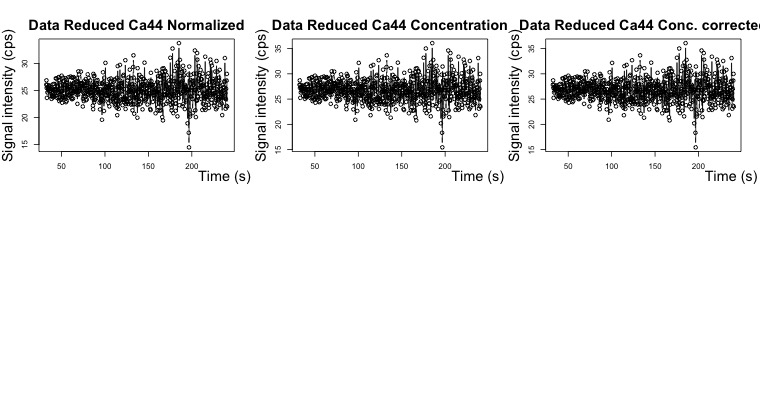 Data Reduced Ca44 Normalized
Signal intensity (cps)
30
25
20
15
50
100
150
200
Time (s)
Data Reduced Ca44 Concentration
Signal intensity (cps)
35
30
25
20
15
50
100
150
200
Time (s)
Data Reduced Ca44 Conc. corrected
Signal intensity (cps)
35
30
25
20
15
50
100
150
200
Time (s)